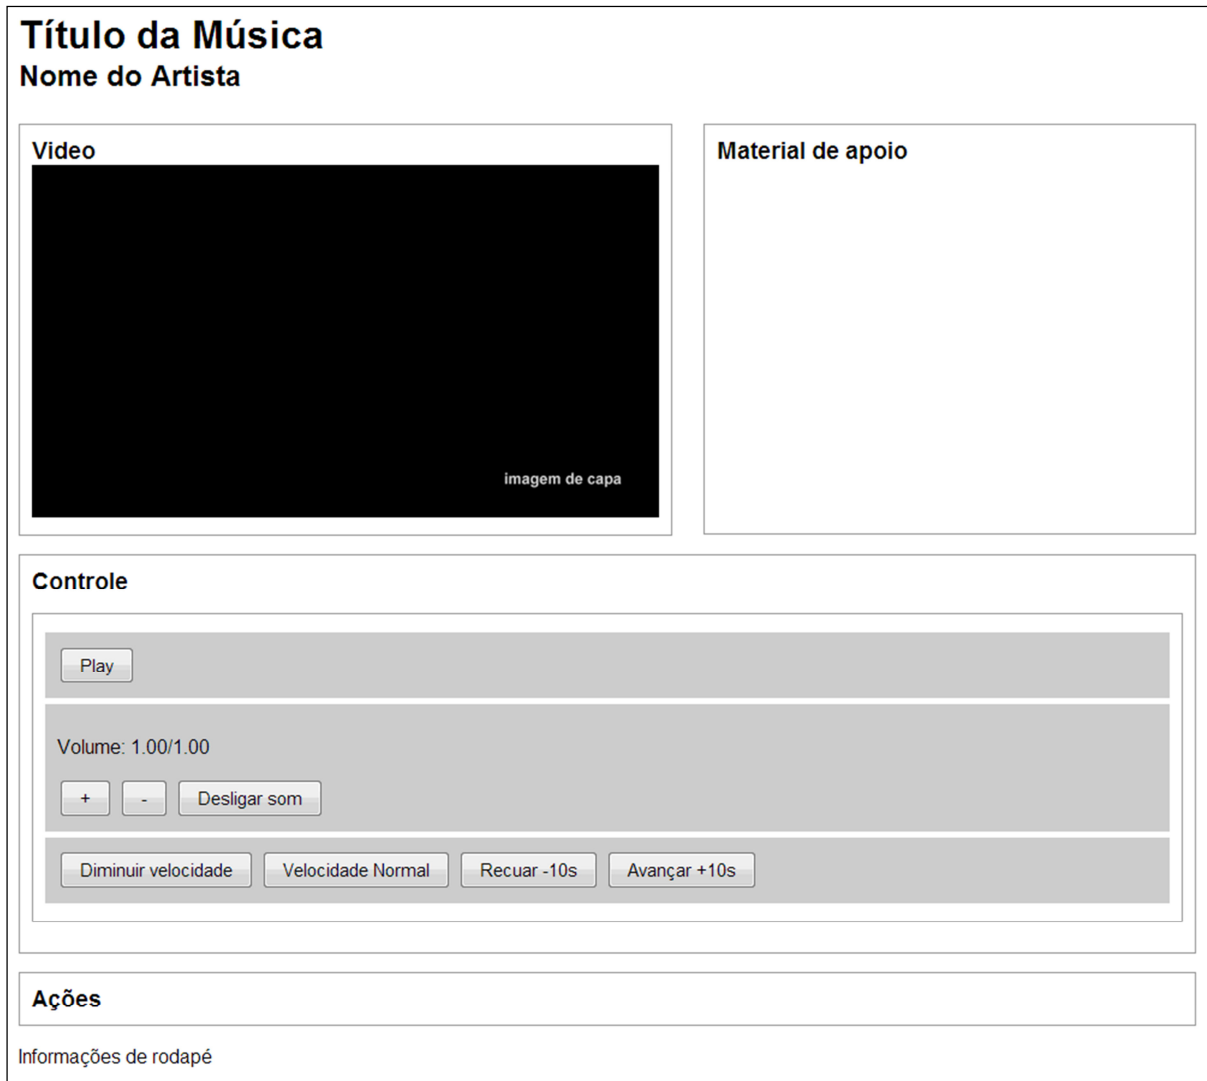 Título da Música
Nome do Artista
Video
imagem de capa
Material de apoio
Controle
Play
Volume: 1.00/1.00
+ - Desligar som
Diminuir velocidade Velocidade Normal Recuar -10s Avançar +10s
Ações
Informações de rodapé